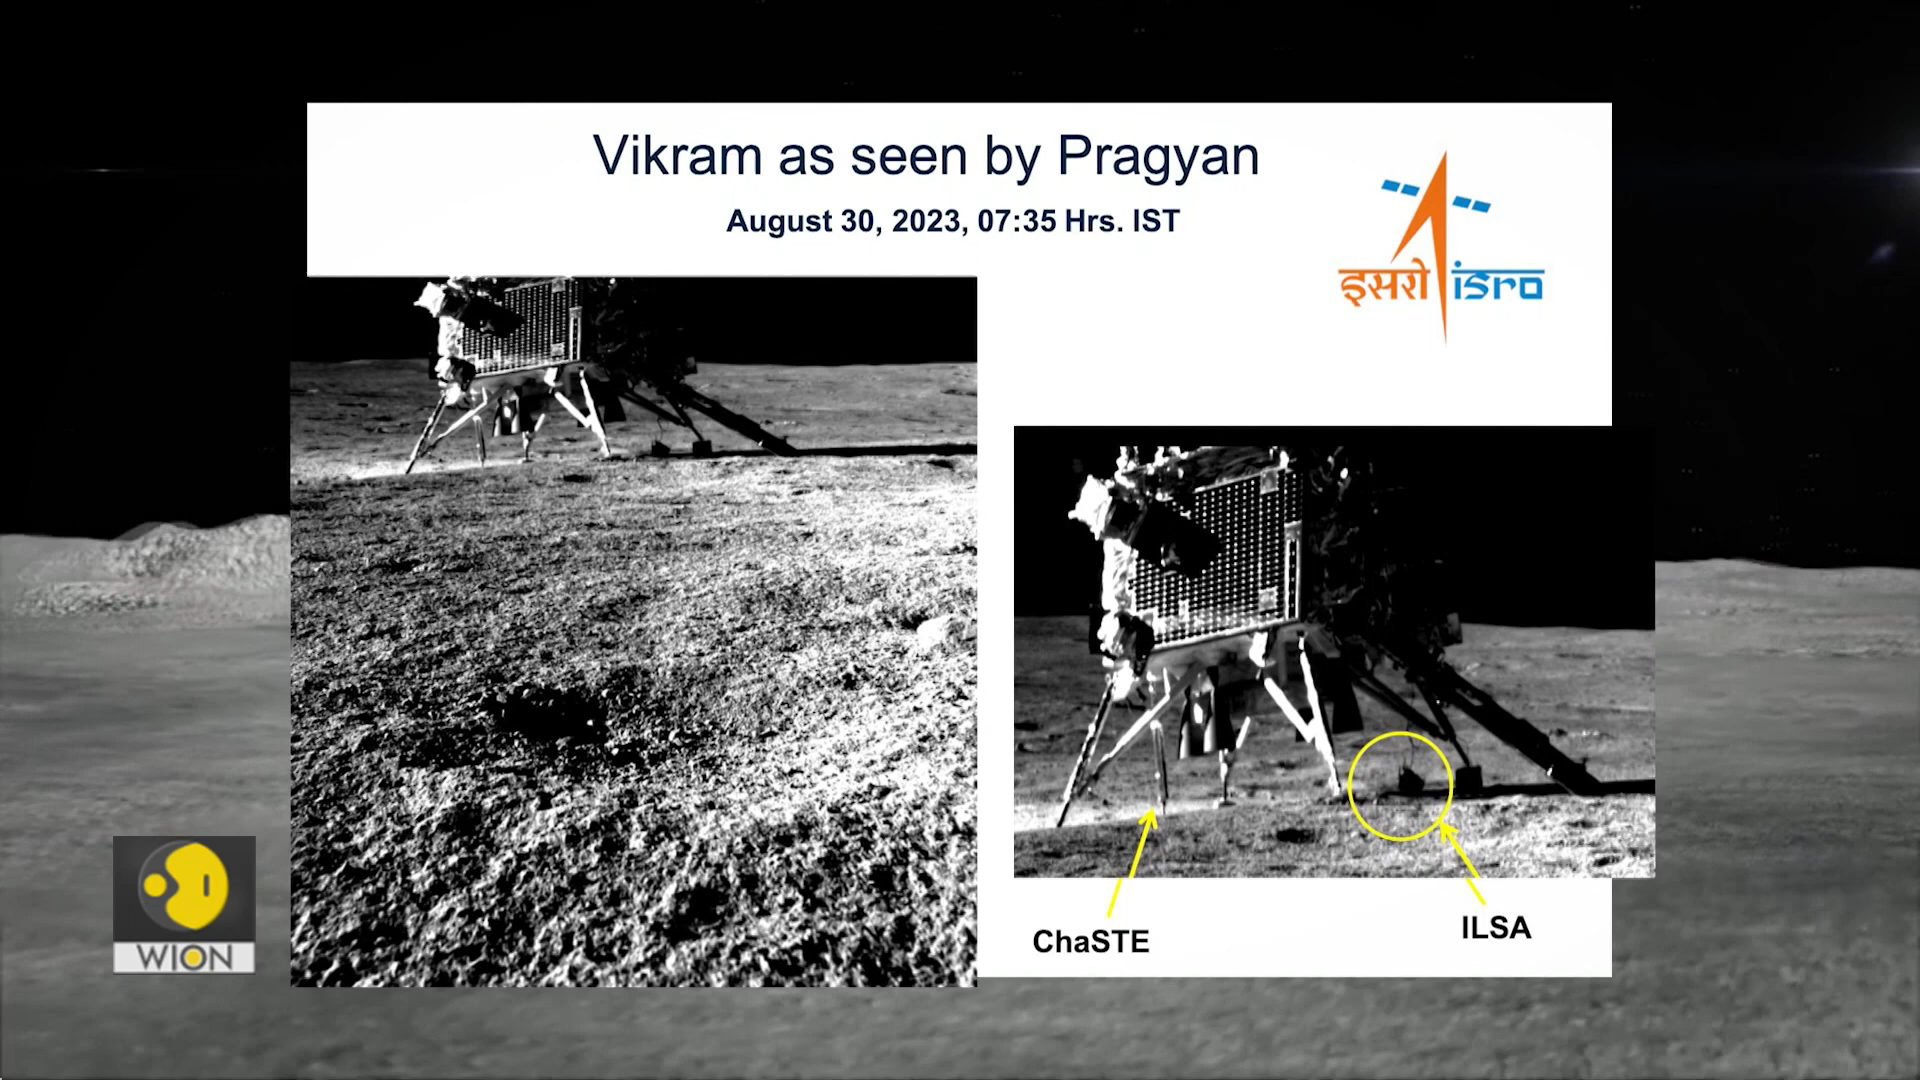 Vikram as seen by Pragyan
August 30, 2023, 07:35 Hrs. IST
इसरो isro
ChaSTE
ILSA
WION